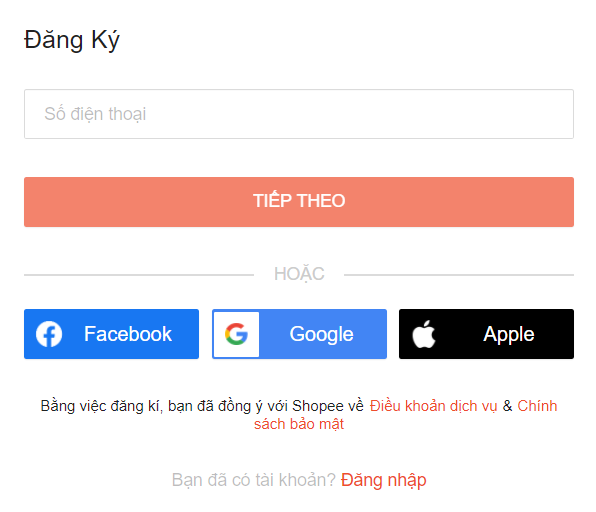 Đăng Ký
Số điện thoại
TIẾP THEO
HOẶC
Facebook
Google
Apple
Bằng việc đăng kí, bạn đã đồng ý với Shopee về Điều khoản dịch vụ & Chính
sách bảo mật
Bạn đã có tài khoản? Đăng nhập